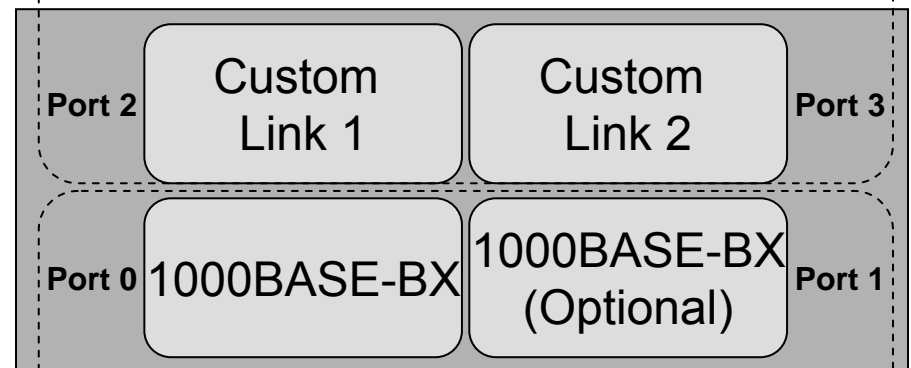 Port 2
Custom
Link 1
Custom
Link 2
Port 3
Port 0
1000BASE-BX
1000BASE-BX
(Optional)
Port 1